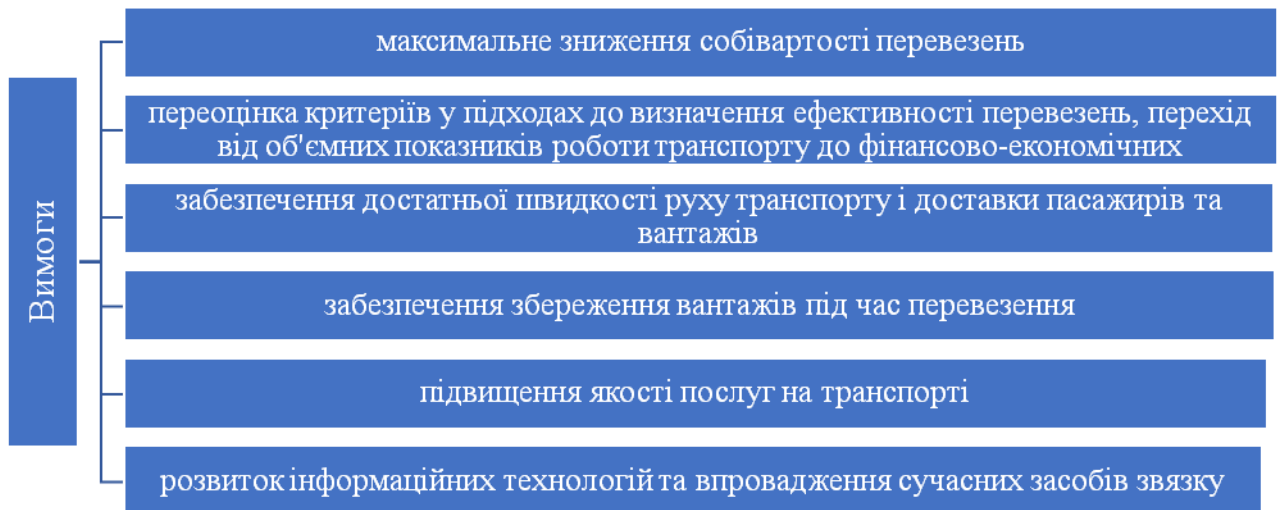 Вимоги
максимальне зниження собівартості перевезень
переоцінка критеріїв у підходах до визначення ефективності перевезень, перехід
від об'ємних показників роботи транспорту до фінансово-економічних
забезпечення достатньої швидкості руху транспорту і доставки пасажирів та
вантажів
забезпечення збереження вантажів під час перевезення
підвищення якості послуг на транспорті
розвиток інформаційних технологій та впровадження сучасних засобів звязку